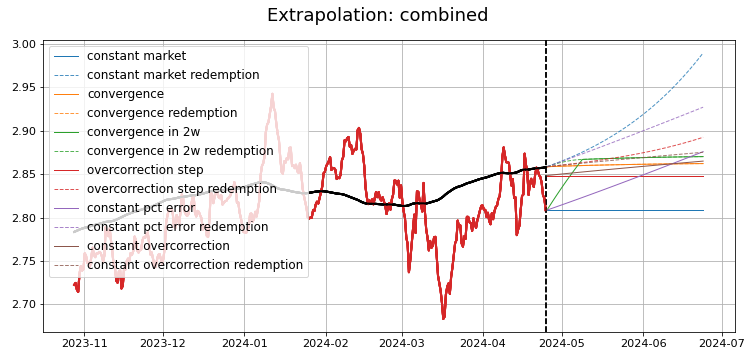 Extrapolation: combined
3.00
2.95
2.90
2.85
2.80
2.75
2.70
constant market
constant market redemption
convergence
convergence redemption
convergence in 2w
convergence in 2w redemption
overcorrection step
overcorrection step redemption
constant pct error
constant pct error redemption
constant overcorrection
constant overcorrection redemption
2023-11 2023-12 2024-01 2024-02 2024-03 2024-04 2024-05 2024-06 2024-07